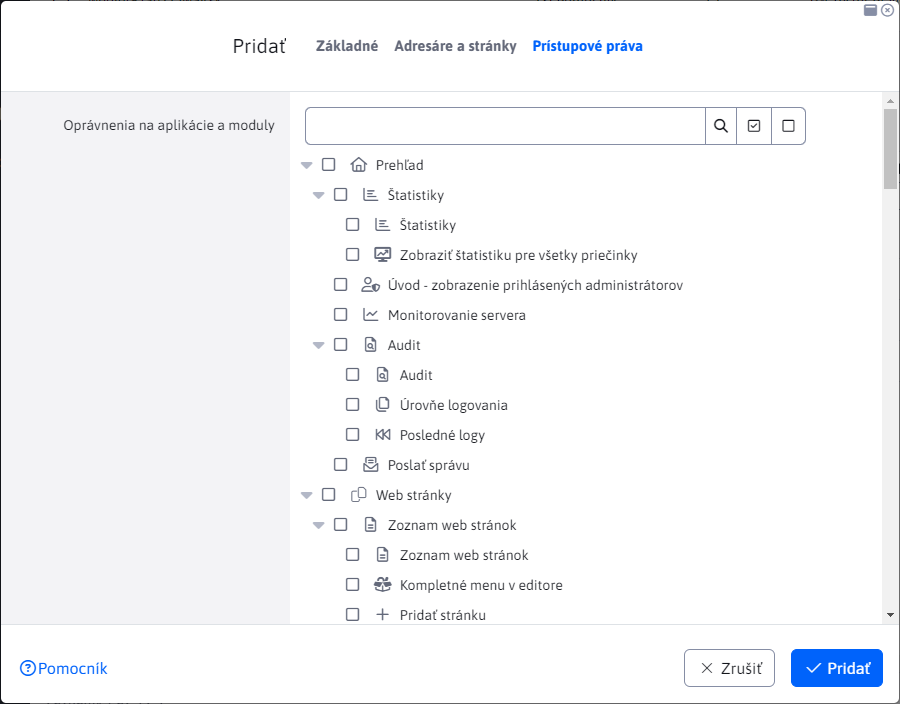 Pridať Základné Adresáre a stránky Prístupové práva
Oprávnenia na aplikácie a moduly
Prehľad
Štatistiky
Štatistiky
Zobraziť štatistiku pre všetky priečinky
Úvod - zobrazenie prihlásených administrátorov
Monitorovanie servera
Audit
Audit
Úrovňe logovania
Posledné logy
Poslať správu
Web stránky
Zoznam web stránok
Zoznam web stránok
Kompletné menu v editore
Pridať stránku
Pomocník Zrušiť Pridať